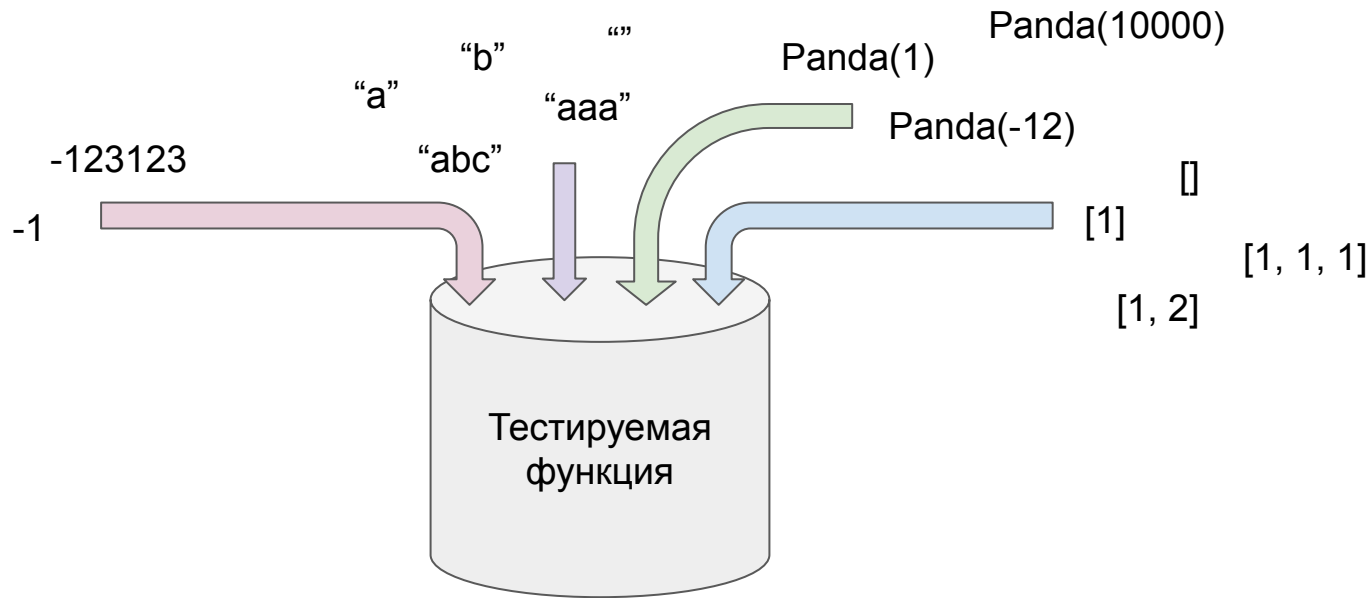 Panda(10000)
“”
“b”
Panda(1)
“a”
“aaa”
Panda(-12)
-123123
“abc”
[]
-1
[1]
[1, 1, 1]
[1, 2]
Тестируемая
функция